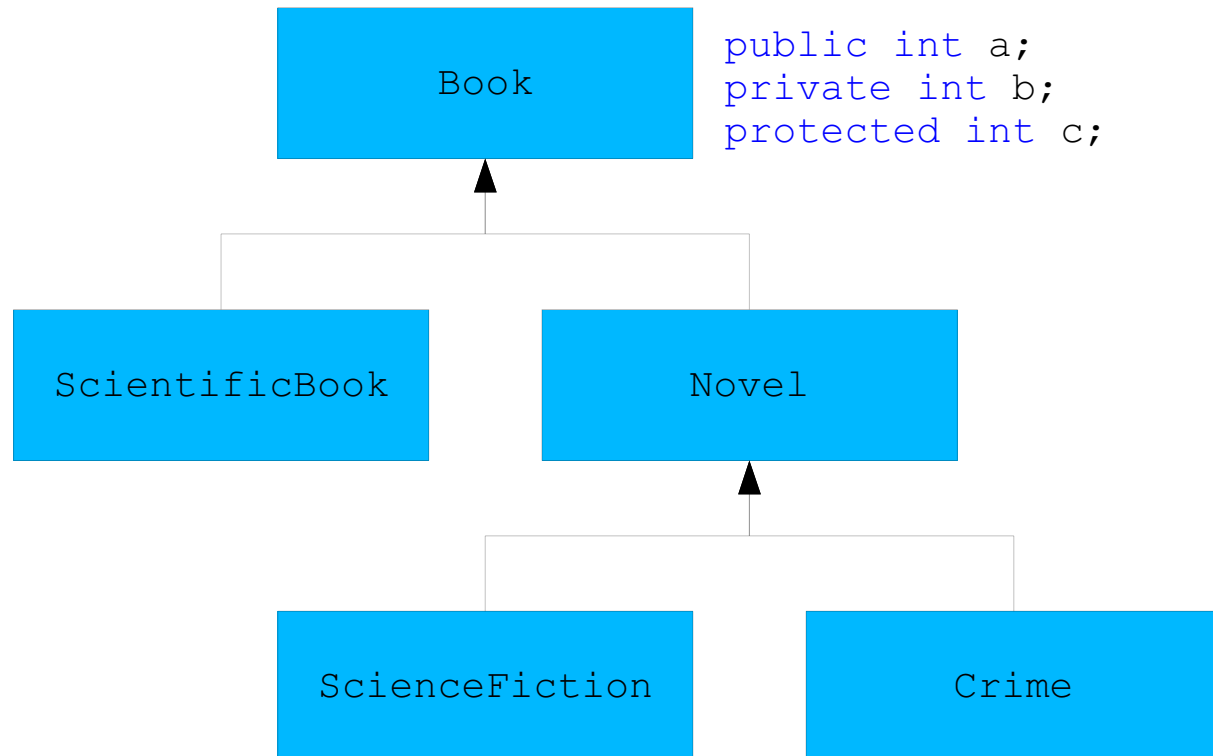 Book
public int a;
private int b;
protected int c;
ScientificBook
Novel
ScienceFiction
Crime